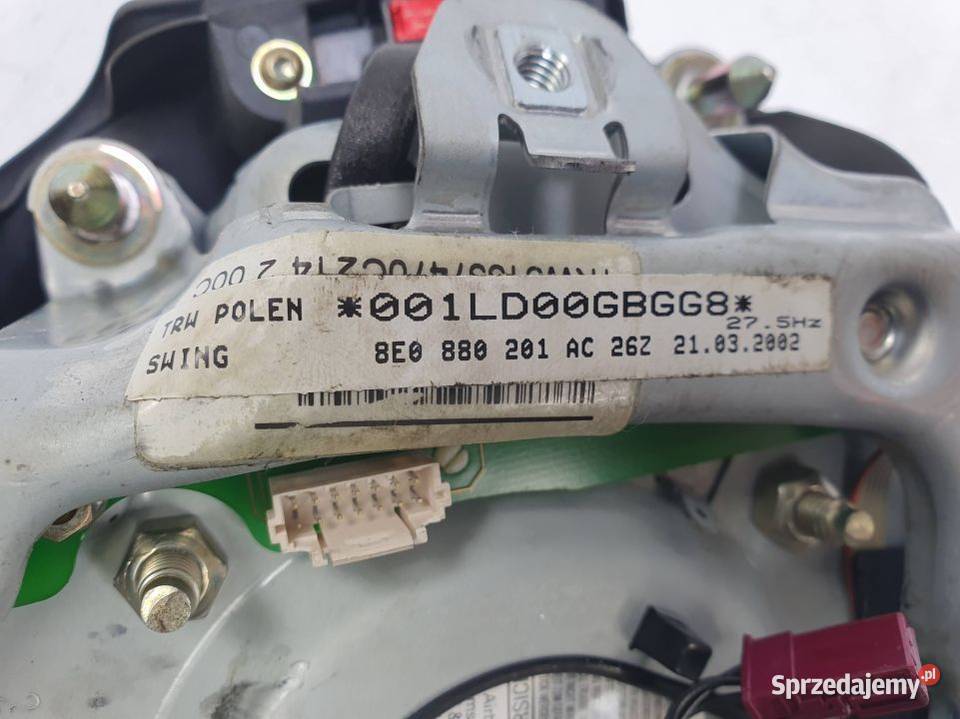 TRW POLEN *001LD00GBGG8*
27.5Hz
SWING 8E0 880 201 AC 26Z 21.03.2002
Sprzedajemy.pl